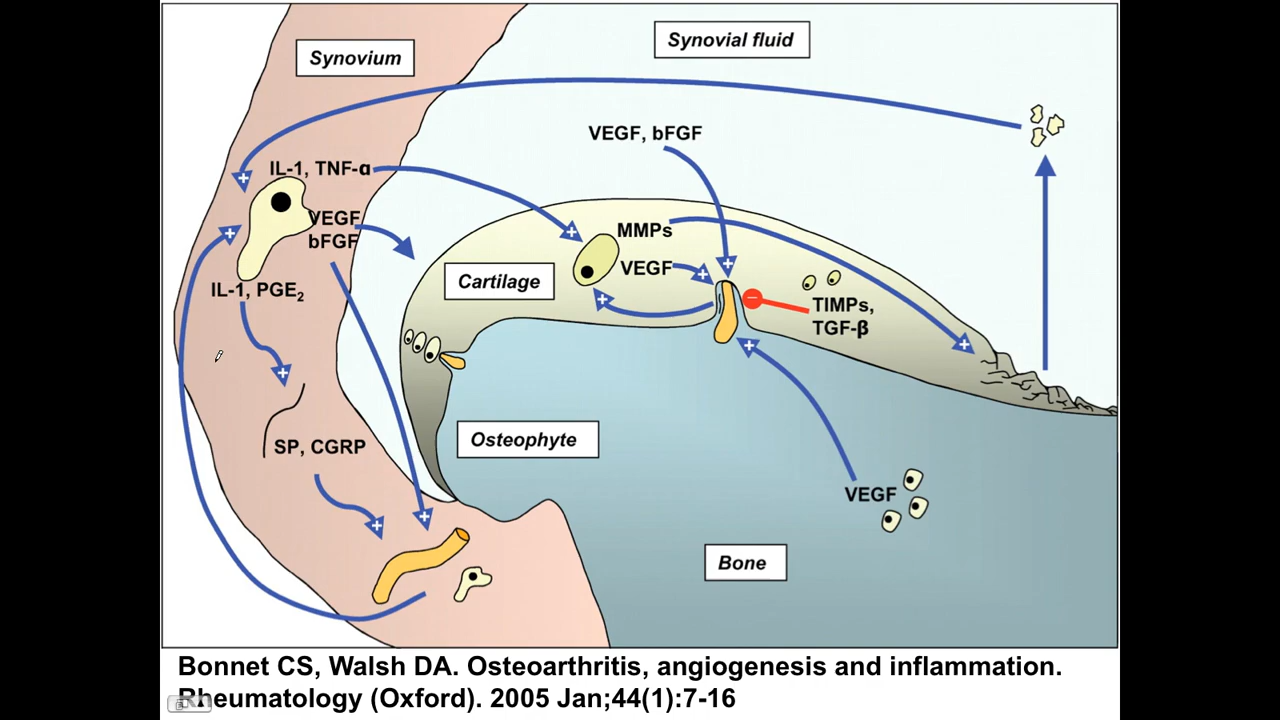 Synovium
Synovial fluid
VEGF, bFGF
IL-1, TNF-α
VEGF
bFGF
MMPs
VEGF
Cartilage
IL-1, PGE₂
TIMPs,
TGF-β
Osteophyte
SP, CGRP
VEGF
Bone
Bonnet CS, Walsh DA. Osteoarthritis, angiogenesis and inflammation.
Rheumatology (Oxford). 2005 Jan;44(1):7-16